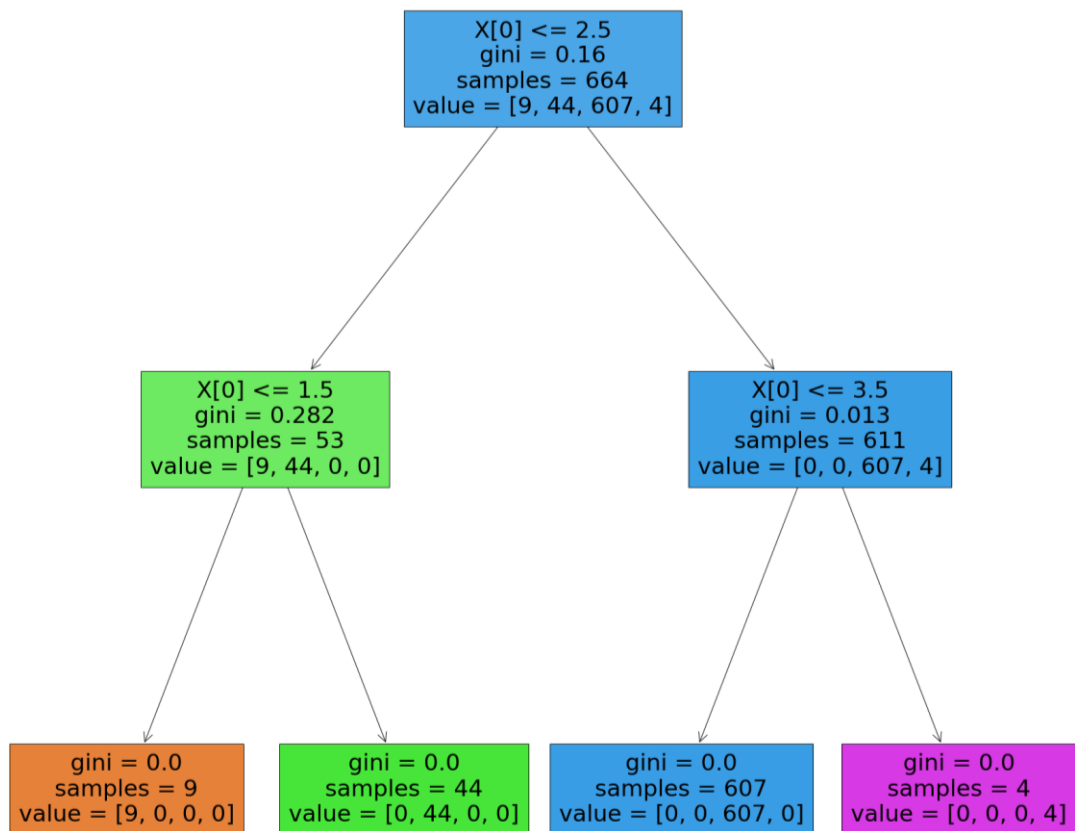 X[0] <= 2.5
gini = 0.16
samples = 664
value = [9, 44, 607, 4]
X[0] <= 1.5
gini = 0.282
samples = 53
value = [9, 44, 0, 0]
X[0] <= 3.5
gini = 0.013
samples = 611
value = [0, 0, 607, 4]
gini = 0.0
samples = 9
value = [9, 0, 0, 0]
gini = 0.0
samples = 44
value = [0, 44, 0, 0]
gini = 0.0
samples = 607
value = [0, 0, 607, 0]
gini = 0.0
samples = 4
value = [0, 0, 0, 4]